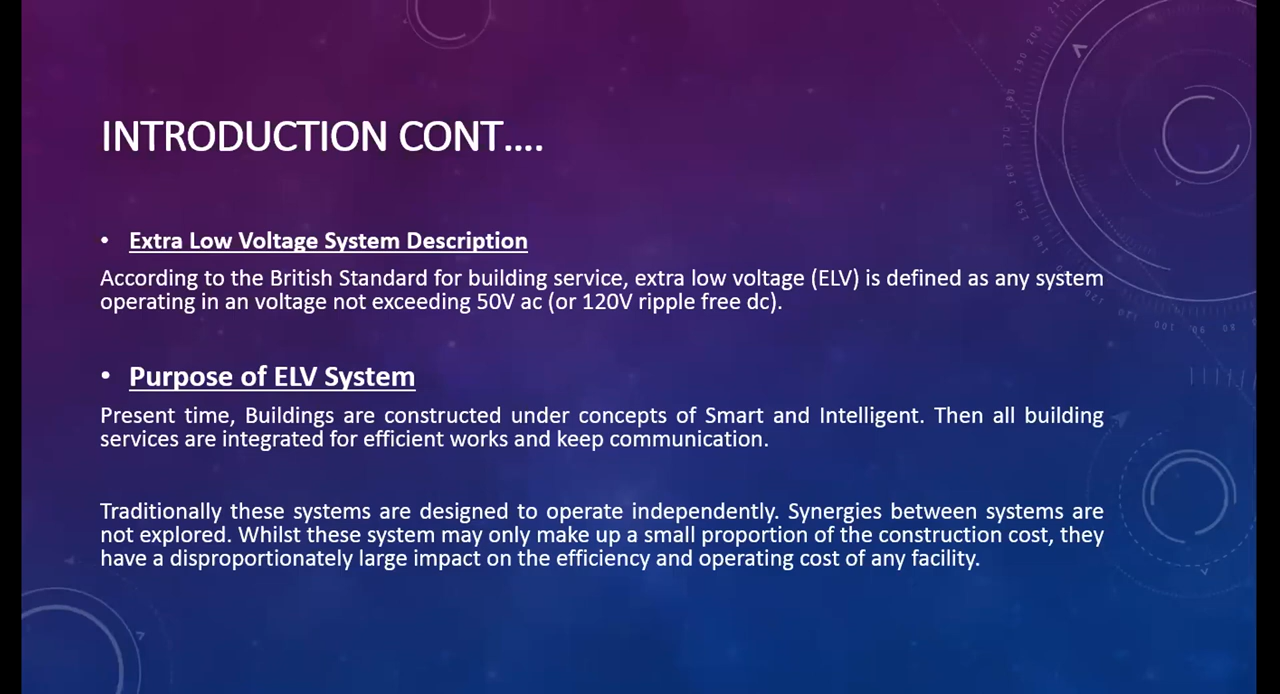 INTRODUCTION CONT....
• Extra Low Voltage System Description
According to the British Standard for building service, extra low voltage (ELV) is defined as any system
operating in an voltage not exceeding 50V ac (or 120V ripple free dc).
• Purpose of ELV System
Present time, Buildings are constructed under concepts of Smart and Intelligent. Then all building
services are integrated for efficient works and keep communication.
Traditionally these systems are designed to operate independently. Synergies between systems are
not explored. Whilst these system may only make up a small proportion of the construction cost, they
have a disproportionately large impact on the efficiency and operating cost of any facility.